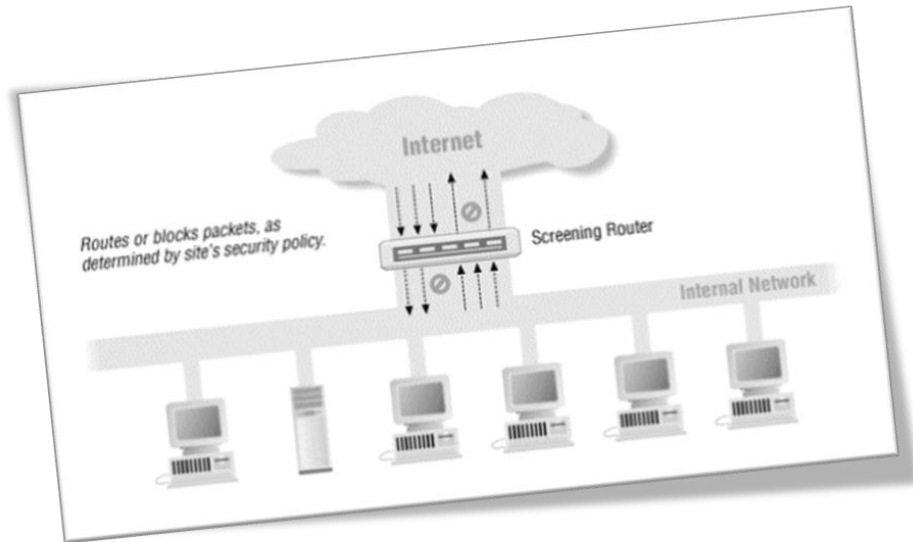 Internet
Routes or blocks packets, as
determined by site's security policy.
Screening Router
Internal Network